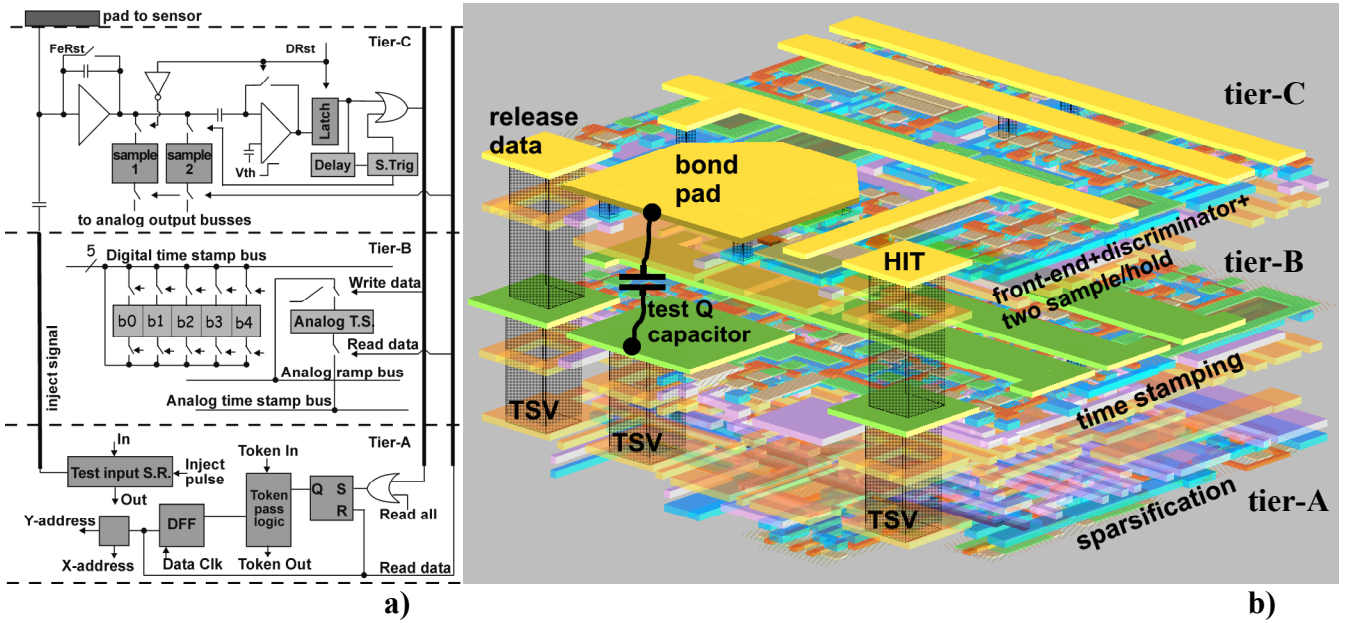 pad to sensor
Tier-C
FeRst
DRst
Latch
sample
1
sample
2
Vth
Delay
S.Trig
to analog output busses
Tier-B
5
Digital time stamp bus
Write data
b0 b1 b2 b3 b4
Analog T.S.
Read data
Analog ramp bus
Analog time stamp bus
inject signal
Tier-A
In
Test input S.R.
Inject
pulse
Out
Token In
Token
pass
logic
Q S
R
Read all
Y-address
DFF
X-address
Data Clk
Token Out
Read data
a)
tier-C
release
data
bond
pad
HIT
front-end+discriminator+
two sample/hold
tier-B
test Q
capacitor
time stamping
TSV
TSV
TSV
tier-A
sparsification
b)